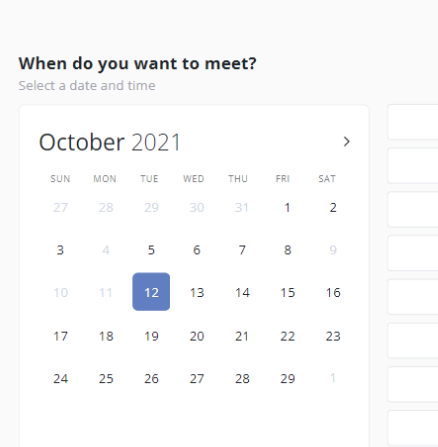 When do you want to meet?
Select a date and time
October 2021
SUN MON TUE WED THU FRI SAT
27 28 29 30 31 1 2
3 4 5 6 7 8 9
10 11 12 13 14 15 16
17 18 19 20 21 22 23
24 25 26 27 28 29 1